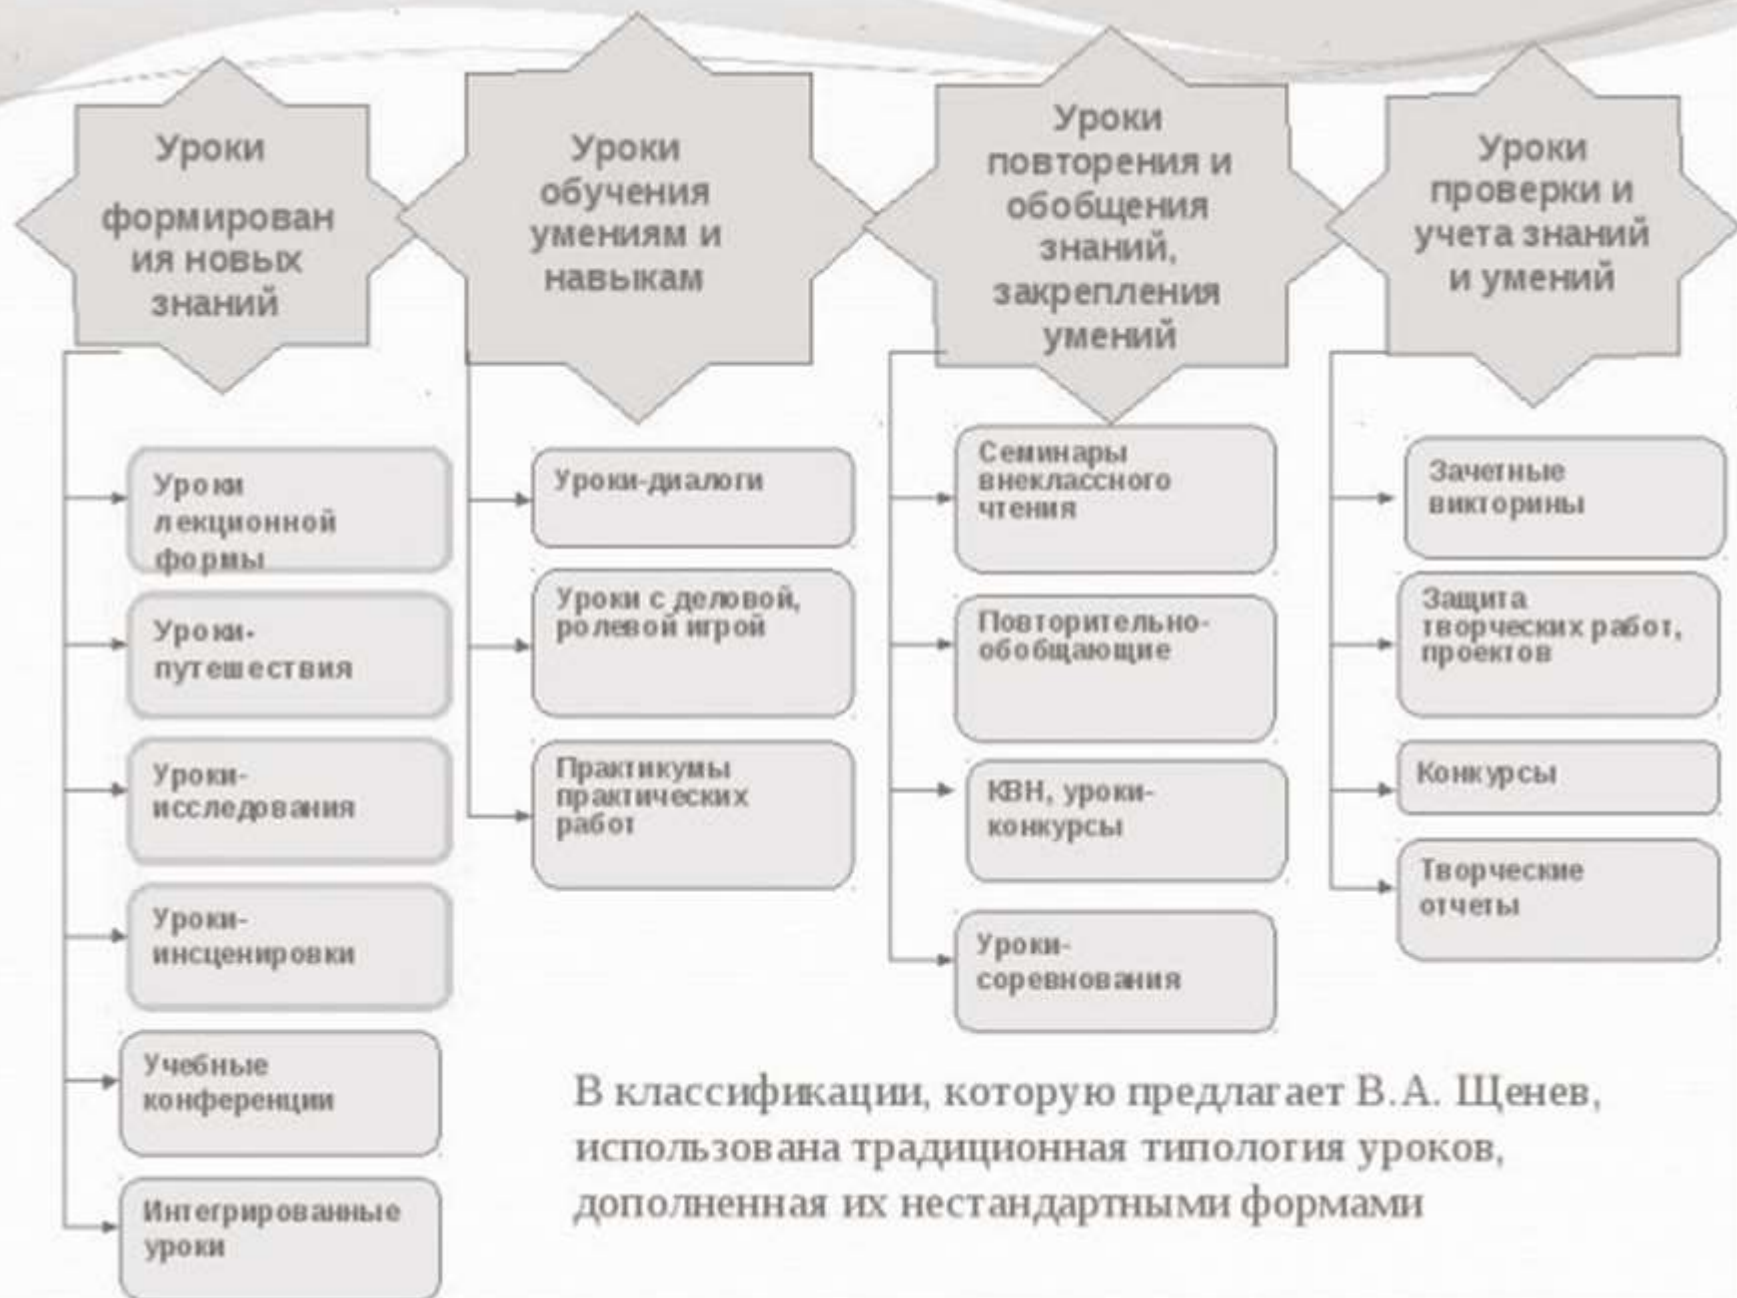 Уроки
формирован
ия новых
знаний
Уроки
лекционной
формы
Уроки-
путешествия
Уроки-
исследования
Уроки-
инсценировки
Учебные
конференции
Интегрированные
уроки
Уроки
обучения
умениям и
навыкам
Уроки-диалоги
Уроки с деловой,
ролевой игрой
Практикумы
практических
работ
Уроки
повторения и
обобщения
знаний,
закрепления
умений
Семинары
внеклассного
чтения
Повторительно-
обобщающие
КВН, уроки-
конкурсы
Уроки-
соревнования
Уроки
проверки и
учета знаний
и умений
Зачетные
викторины
Защита
творческих работ,
проектов
Конкурсы
Творческие
отчеты
В классификации, которую предлагает В.А. Щенев,
использована традиционная типология уроков,
дополненная их нестандартными формами